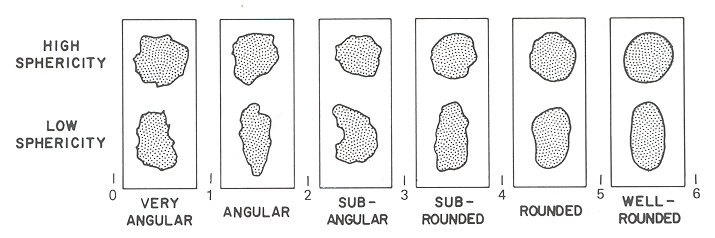 HIGH
SPHERICITY
LOW
SPHERICITY
0 1 2 3 4 5 6
VERY
ANGULAR
ANGULAR
SUB-
ANGULAR
SUB-
ROUNDED
ROUNDED
WELL-
ROUNDED